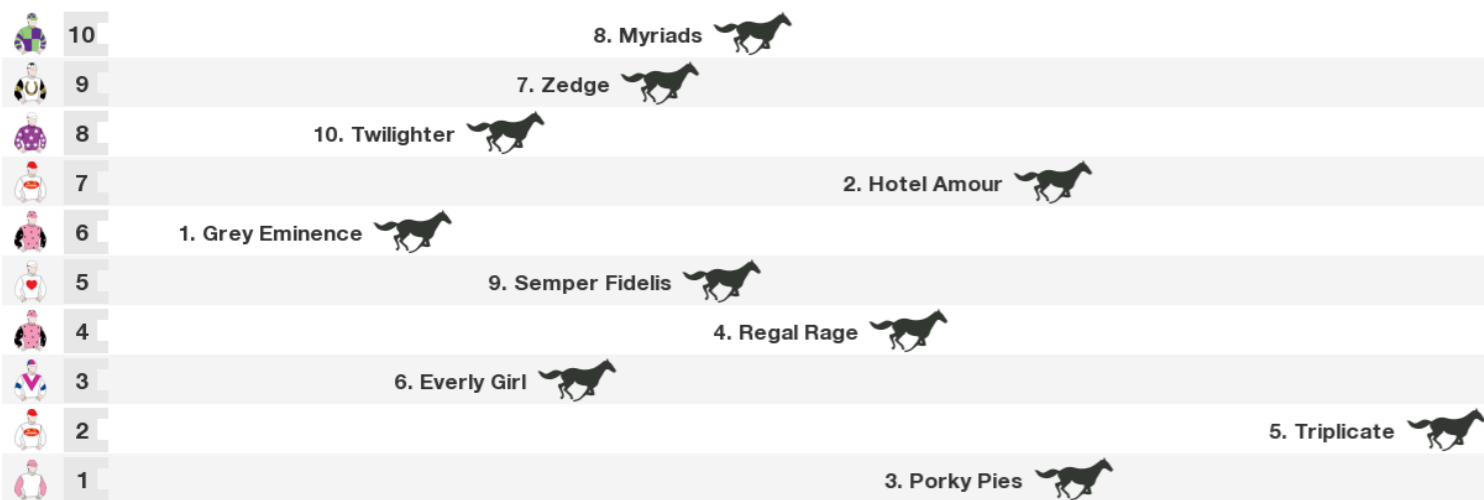 10 8. Myriads
9 7. Zedge
8 10. Twilighter
7 2. Hotel Amour
6 1. Grey Eminence
5 9. Semper Fidelis
4 4. Regal Rage
3 6. Everly Girl
2 5. Triplicate
1 3. Porky Pies